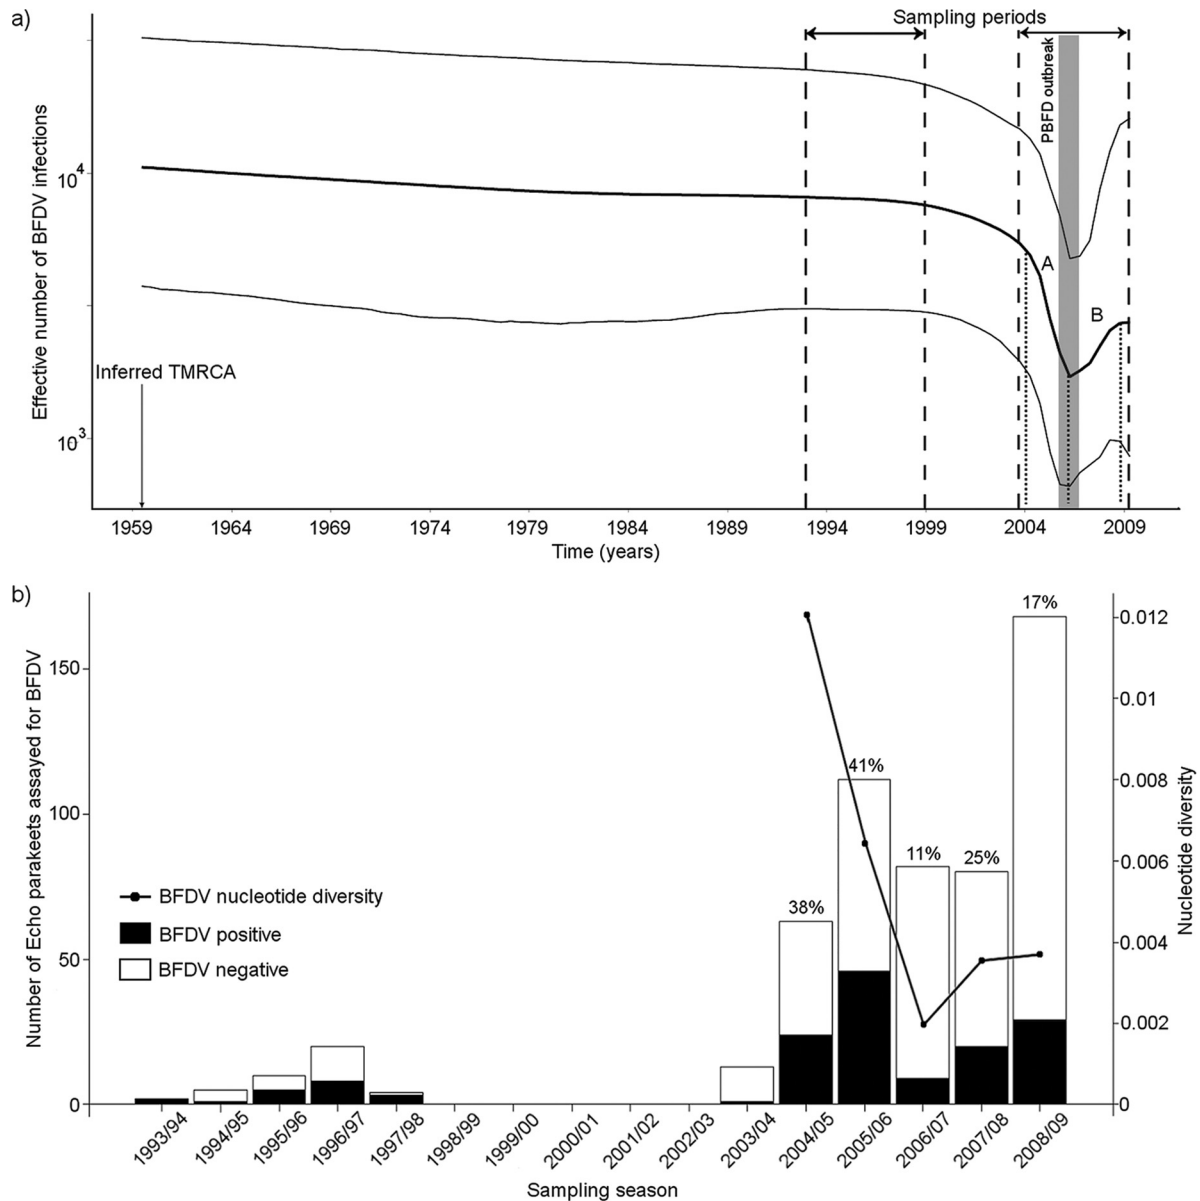 a)
Sampling periods
PBFD outbreak
Effective number of BFDV infections
10^4
10^3
A
B
Inferred TMRCA
1959 1964 1969 1974 1979 1984 1989 1994 1999 2004 2009
Time (years)
b)
Number of Echo parakeets assayed for BFDV
150
100
50
0
17%
41%
11%
25%
38%
BFDV nucleotide diversity
BFDV positive
BFDV negative
0.012
0.01
0.008
0.006
0.004
0.002
0
Nucleotide diversity
1993/94 1994/95 1995/96 1996/97 1997/98 1998/99 1999/00 2000/01 2001/02 2002/03 2003/04 2004/05 2005/06 2006/07 2007/08 2008/09
Sampling season